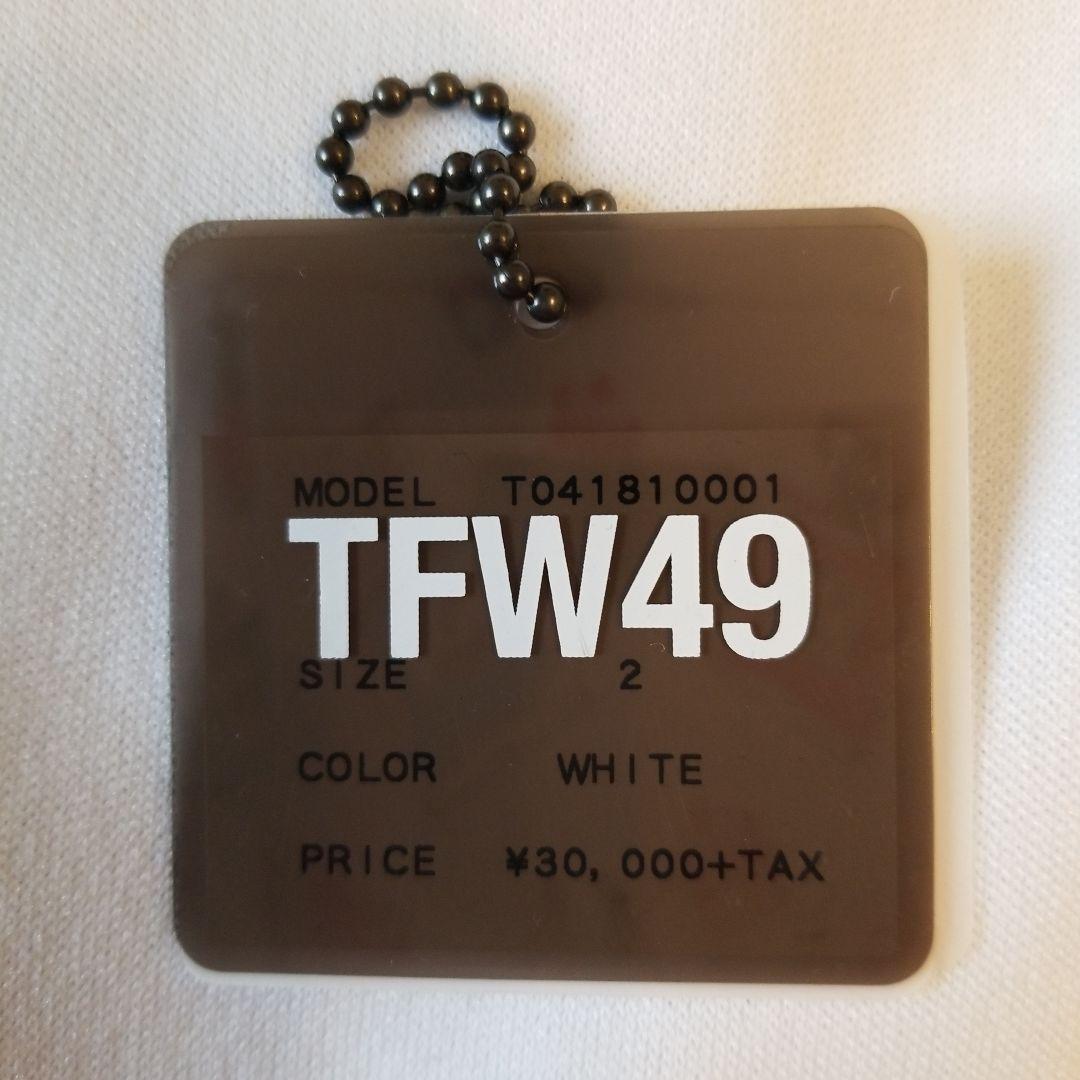 MODEL T041810001
TFW49
SIZE 2
COLOR WHITE
PRICE ¥30, 000+TAX